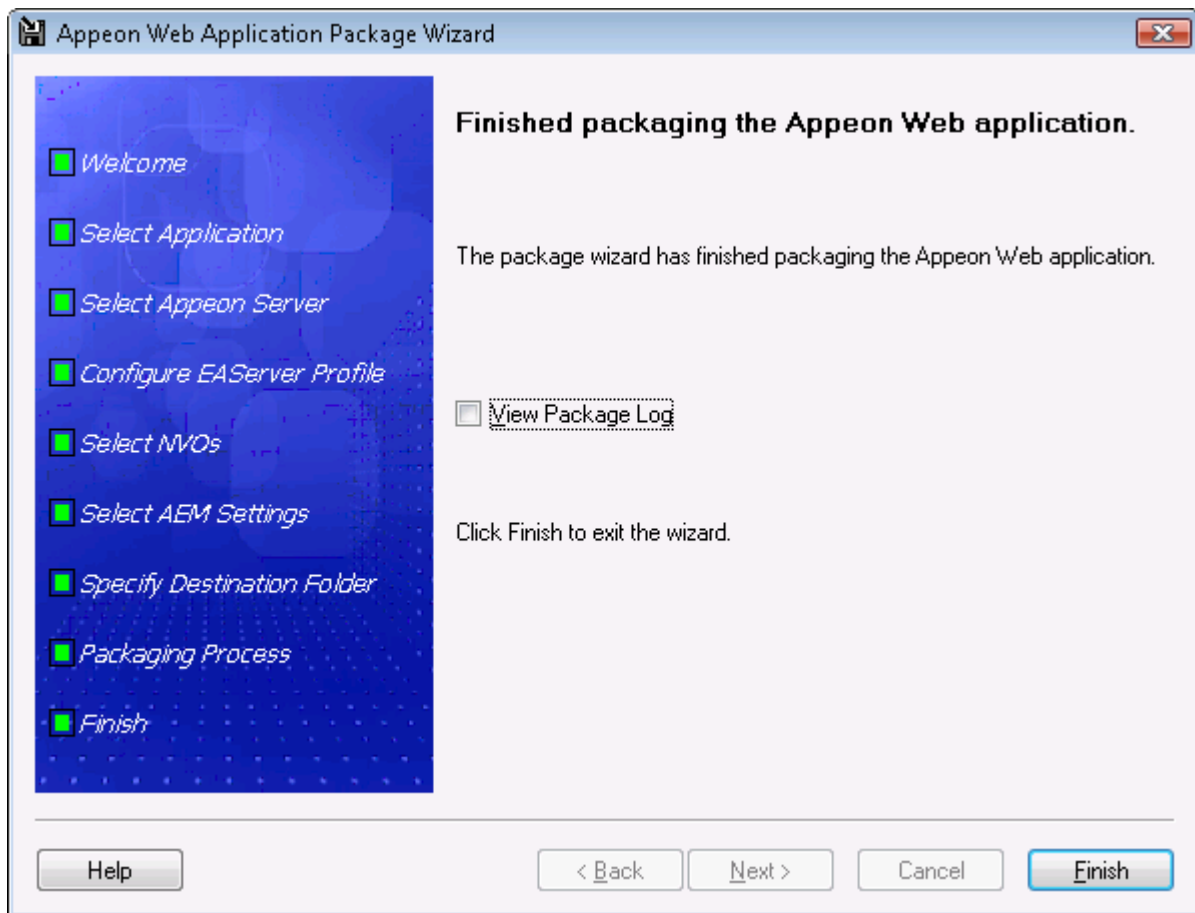 Appeon Web Application Package Wizard
Welcome
Select Application
Select Appeon Server
Configure EAServer Profile
Select NVOs
Select AEM Settings
Specify Destination Folder
Packaging Process
Finish
Finished packaging the Appeon Web application.
The package wizard has finished packaging the Appeon Web application.
View Package Log
Click Finish to exit the wizard.
Help
< Back
Next >
Cancel
Finish